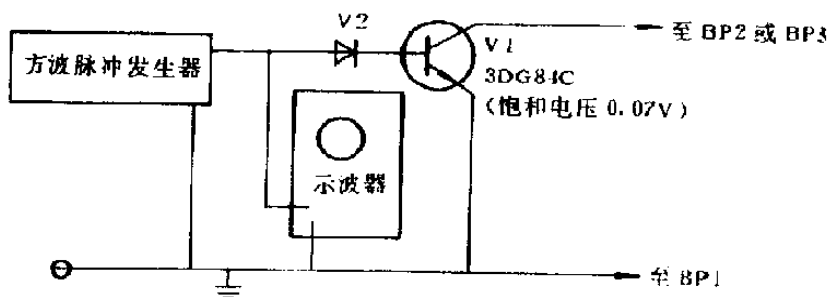 V2
至 BP2 或 BP3
方波脉冲发生器
V1
3DG84C
(饱和电压 0.07V)
示波器
至 BP1